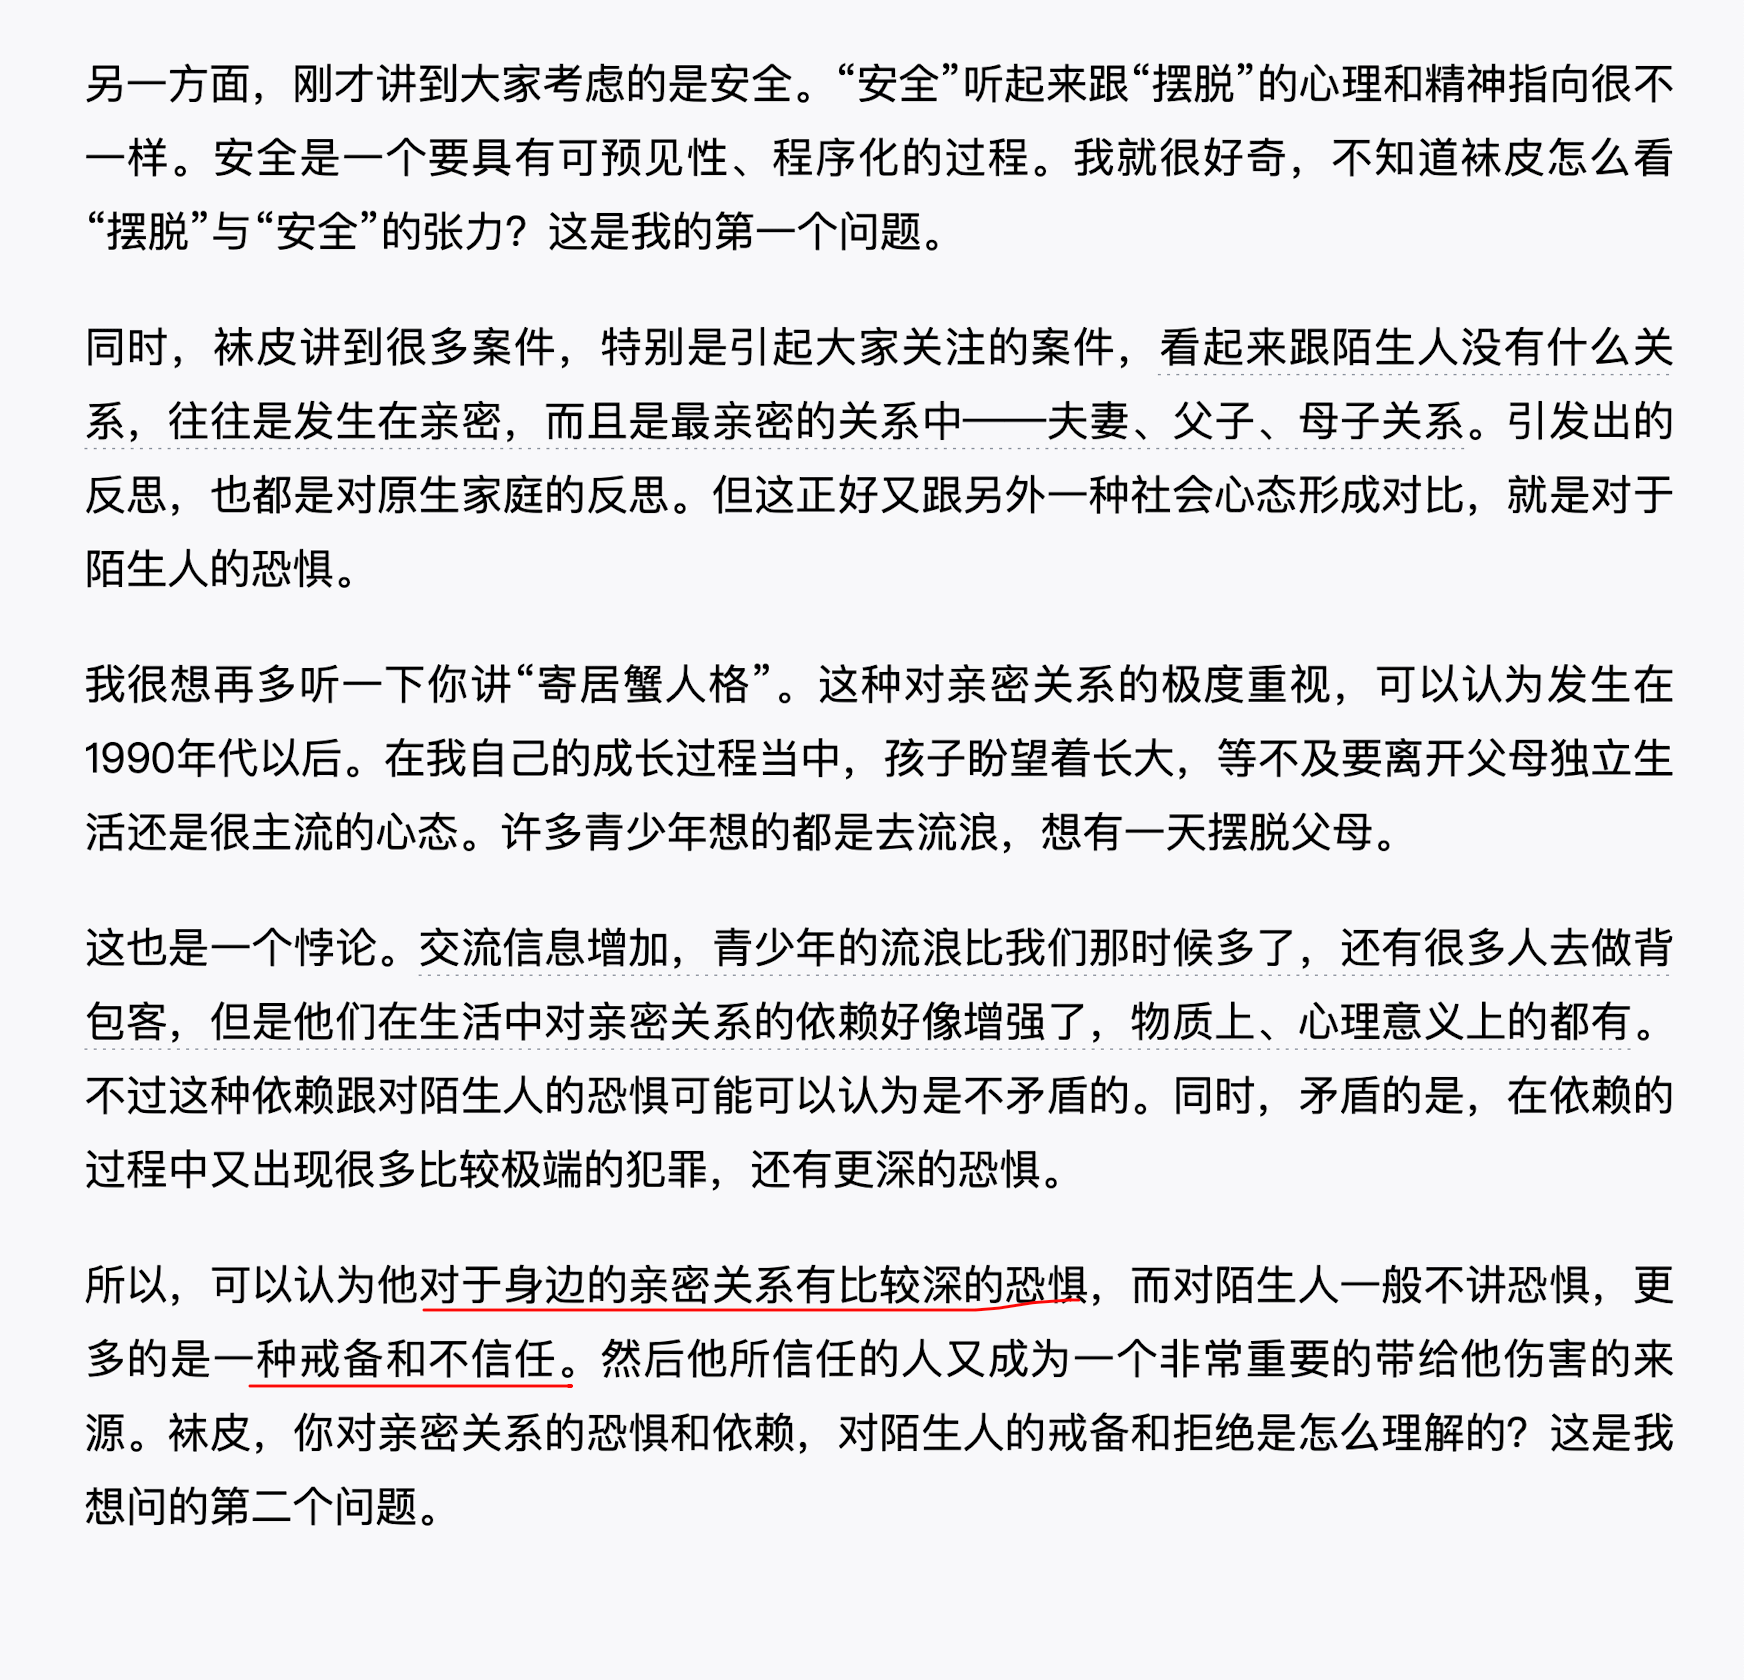 另一方面，刚才讲到大家考虑的是安全。“安全”听起来跟“摆脱”的心理和精神指向很不
一样。安全是一个要具有可预见性、程序化的过程。我就很好奇，不知道袜皮怎么看
“摆脱”与“安全”的张力？这是我的第一个问题。
同时，袜皮讲到很多案件，特别是引起大家关注的案件，看起来跟陌生人没有什么关
系，往往是发生在亲密，而且是最亲密的关系中——夫妻、父子、母子关系。引发出的
反思，也都是对原生家庭的反思。但这正好又跟另外一种社会心态形成对比，就是对于
陌生人的恐惧。
我很想再多听一下你讲“寄居蟹人格”。这种对亲密关系的极度重视，可以认为发生在
1990年代以后。在我自己的成长过程当中，孩子盼望着长大，等不及要离开父母独立生
活还是很主流的心态。许多青少年想的都是去流浪，想有一天摆脱父母。
这也是一个悖论。交流信息增加，青少年的流浪比我们那时候多了，还有很多人去做背
包客，但是他们在生活中对亲密关系的依赖好像增强了，物质上、心理意义上的都有。
不过这种依赖跟对陌生人的恐惧可能可以认为是不矛盾的。同时，矛盾的是，在依赖的
过程中又出现很多比较极端的犯罪，还有更深的恐惧。
所以，可以认为他对于身边的亲密关系有比较深的恐惧，而对陌生人一般不讲恐惧，更
多的是一种戒备和不信任。然后他所信任的人又成为一个非常重要的带给他伤害的来
源。袜皮，你对亲密关系的恐惧和依赖，对陌生人的戒备和拒绝是怎么理解的？这是我
想问的第二个问题。